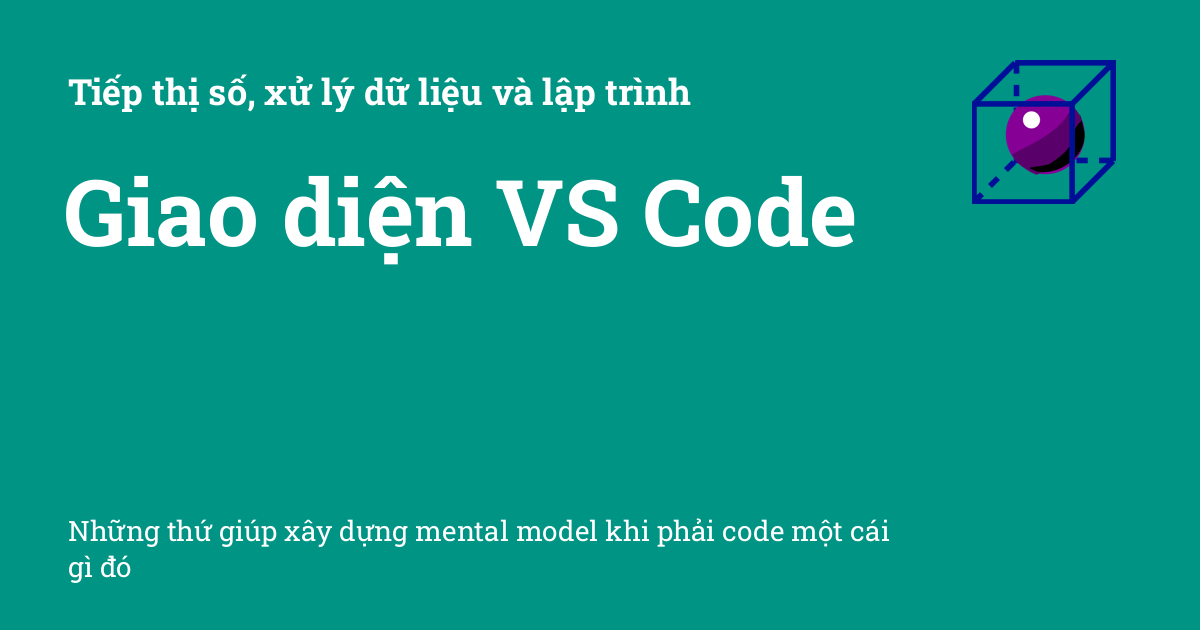 Tiếp thị số, xử lý dữ liệu và lập trình
Giao diện VS Code
Những thứ giúp xây dựng mental model khi phải code một cái
gì đó